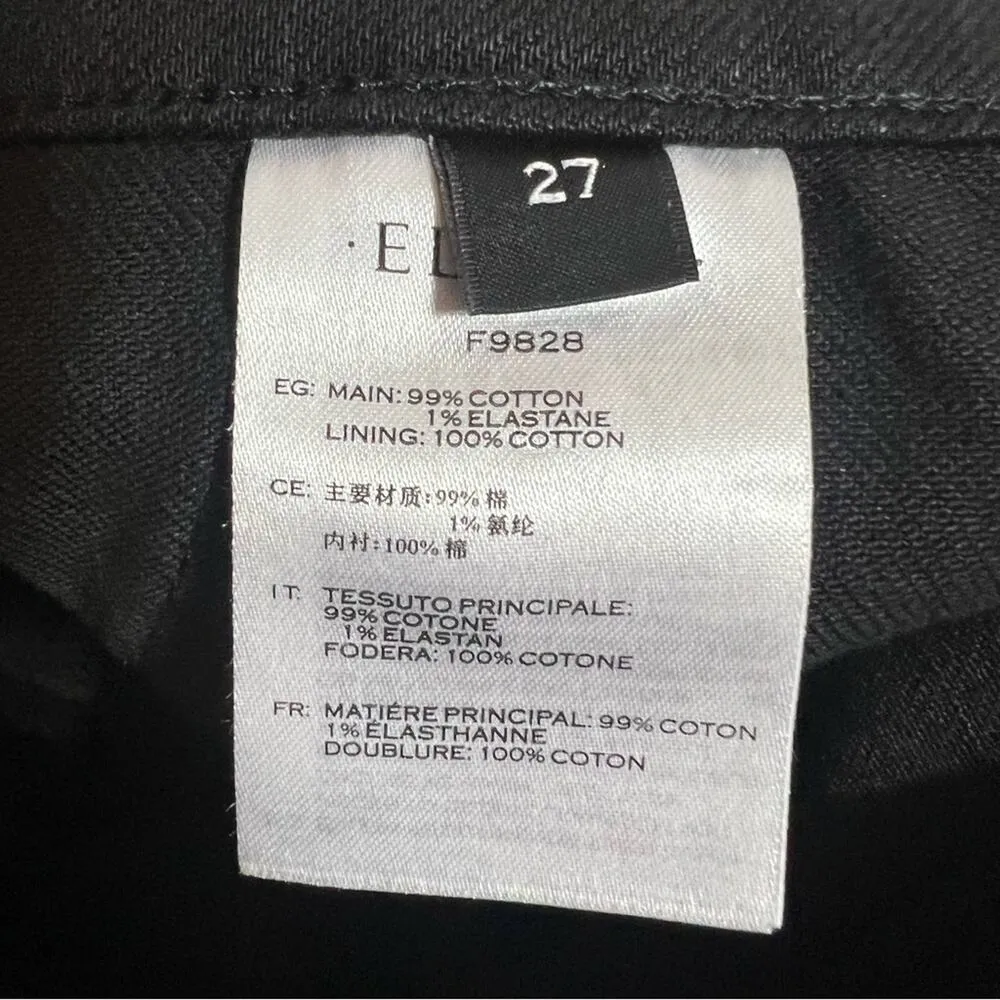 27
F9828
EG: MAIN: 99% COTTON
1% ELASTANE
LINING: 100% COTTON
CE: 主要材质: 99% 棉
1% 氨纶
内衬: 100% 棉
IT: TESSUTO PRINCIPALE:
99% COTONE
1% ELASTAN
FODERA: 100% COTONE
FR: MATIÉRE PRINCIPAL: 99% COTON
1% ÉLASTHANNE
DOUBLURE: 100% COTON